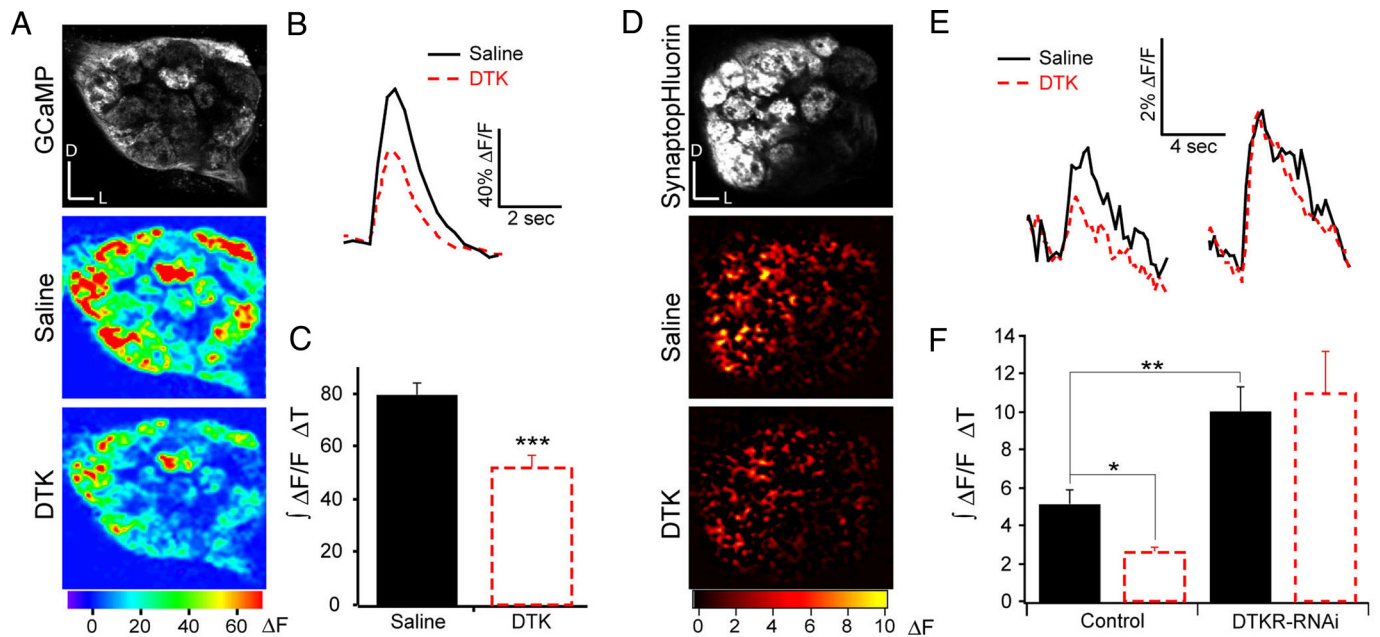 A
GCaMP
D
L
Saline
DTK
0 20 40 60 ΔF
B
Saline
DTK
40% ΔF/F
2 sec
C
∫ ΔF/F ΔT
80
60
40
20
0
***
Saline DTK
D
SynaptopHluorin
D
L
Saline
DTK
0 2 4 6 8 10 ΔF
E
Saline
DTK
2% ΔF/F
4 sec
F
∫ ΔF/F ΔT
14
12
10
8
6
4
2
0
**
*
Control DTKR-RNAi